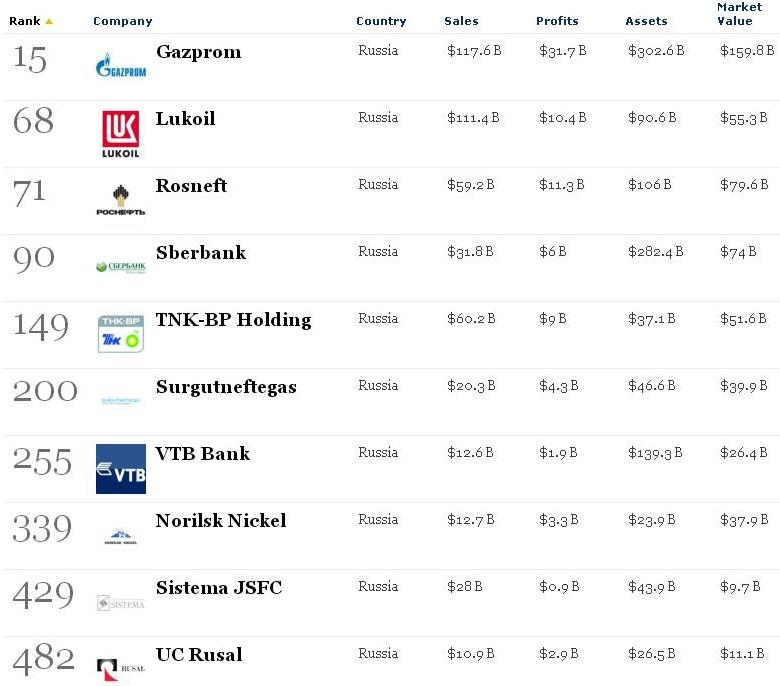 Rank Company Country Sales Profits Assets Market Value
15 GAZPROM Gazprom Russia $117.6 B $31.7 B $302.6 B $159.8 B
68 LUKOIL Lukoil Russia $111.4 B $10.4 B $90.6 B $55.3 B
71 РОСНЕФТЬ Rosneft Russia $59.2 B $11.3 B $106 B $79.6 B
90 СБЕРБАНК Sberbank Russia $31.8 B $6 B $282.4 B $74 B
149 ТНК-BP ТНК bp TNK-BP Holding Russia $60.2 B $9 B $37.1 B $51.6 B
200 SURGUTNEFTEGAS Surgutneftegas Russia $20.3 B $4.3 B $46.6 B $39.9 B
255 VTB VTB Bank Russia $12.6 B $1.9 B $139.3 B $26.4 B
339 NORILSK NICKEL Norilsk Nickel Russia $12.7 B $3.3 B $23.9 B $37.9 B
429 SISTEMA Sistema JSFC Russia $28 B $0.9 B $43.9 B $9.7 B
482 RUSAL UC Rusal Russia $10.9 B $2.9 B $26.5 B $11.1 B